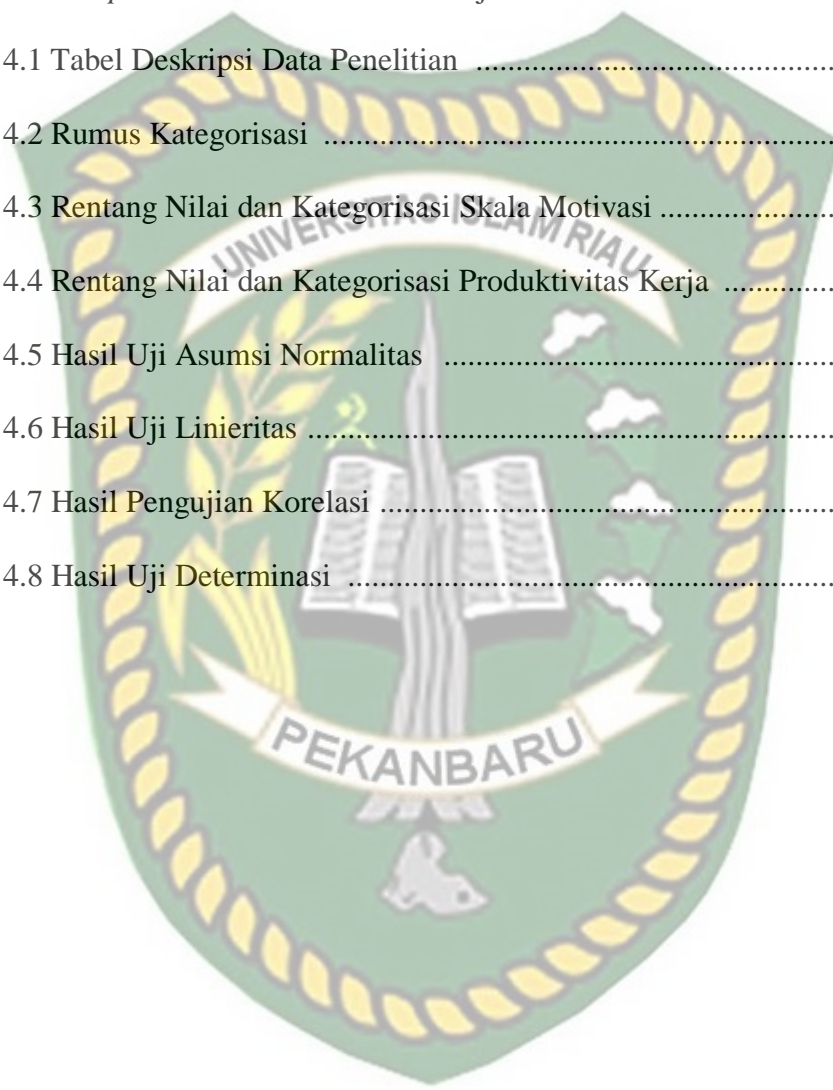 4.1 Tabel Deskripsi Data Penelitian ........................................
4.2 Rumus Kategorisasi ........................................................
4.3 Rentang Nilai dan Kategorisasi Skala Motivasi ................
UNIVERSITAS ISLAM RIAU
4.4 Rentang Nilai dan Kategorisasi Produktivitas Kerja ............
4.5 Hasil Uji Asumsi Normalitas ...........................................
4.6 Hasil Uji Linieritas ..........................................................
4.7 Hasil Pengujian Korelasi ..................................................
4.8 Hasil Uji Determinasi ......................................................
PEKANBARU